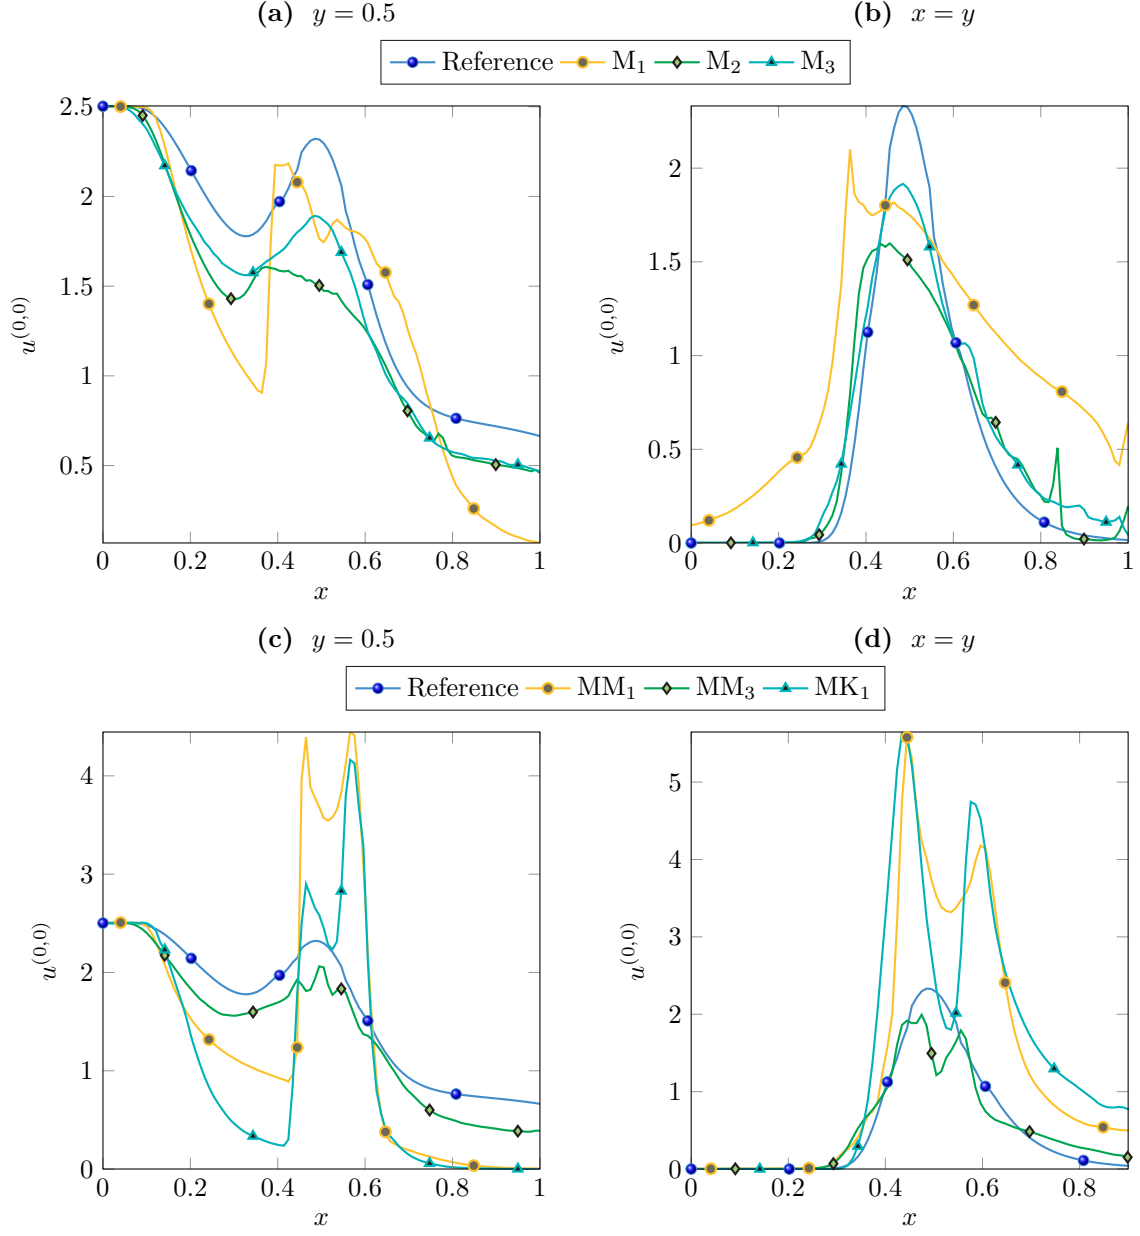 (a) y = 0.5
(b) x = y
Reference M₁ M₂ M₃
2.5
2
1.5
1
0.5
0 0.2 0.4 0.6 0.8 1
x
u^(0,0)
2
1.5
1
0.5
0
0 0.2 0.4 0.6 0.8 1
x
u^(0,0)
(c) y = 0.5
(d) x = y
Reference MM₁ MM₃ MK₁
4
3
2
1
0
0 0.2 0.4 0.6 0.8 1
x
u^(0,0)
5
4
3
2
1
0
0 0.2 0.4 0.6 0.8
x
u^(0,0)